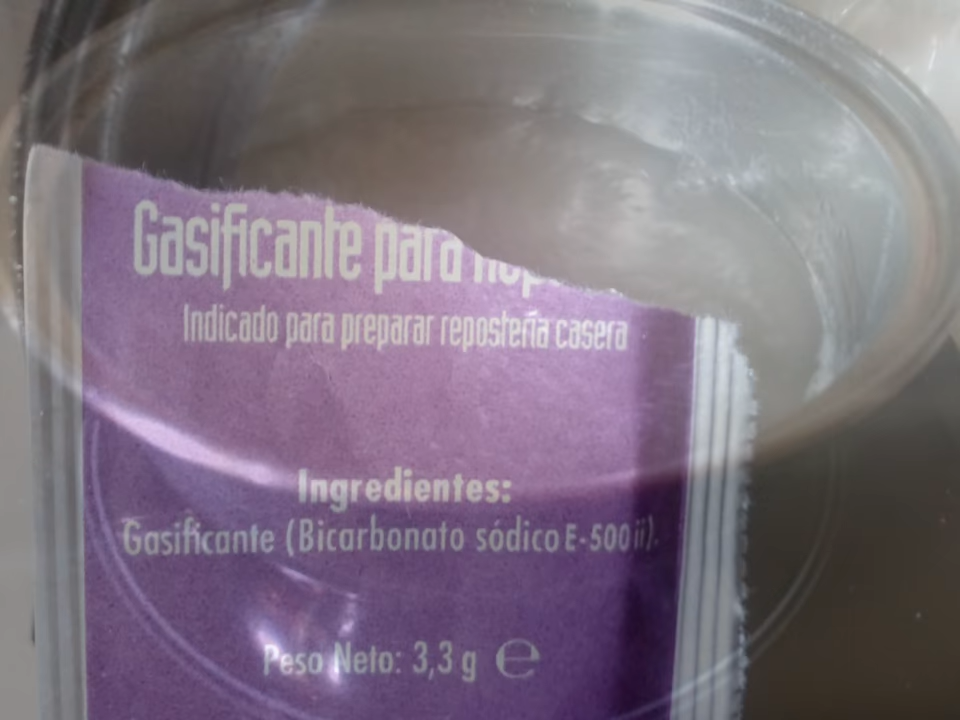 Gasificante para
Indicado para preparar repostería casera
Ingredientes:
Gasificante (Bicarbonato sódico E-500 ii).
Peso Neto: 3,3 g ℮